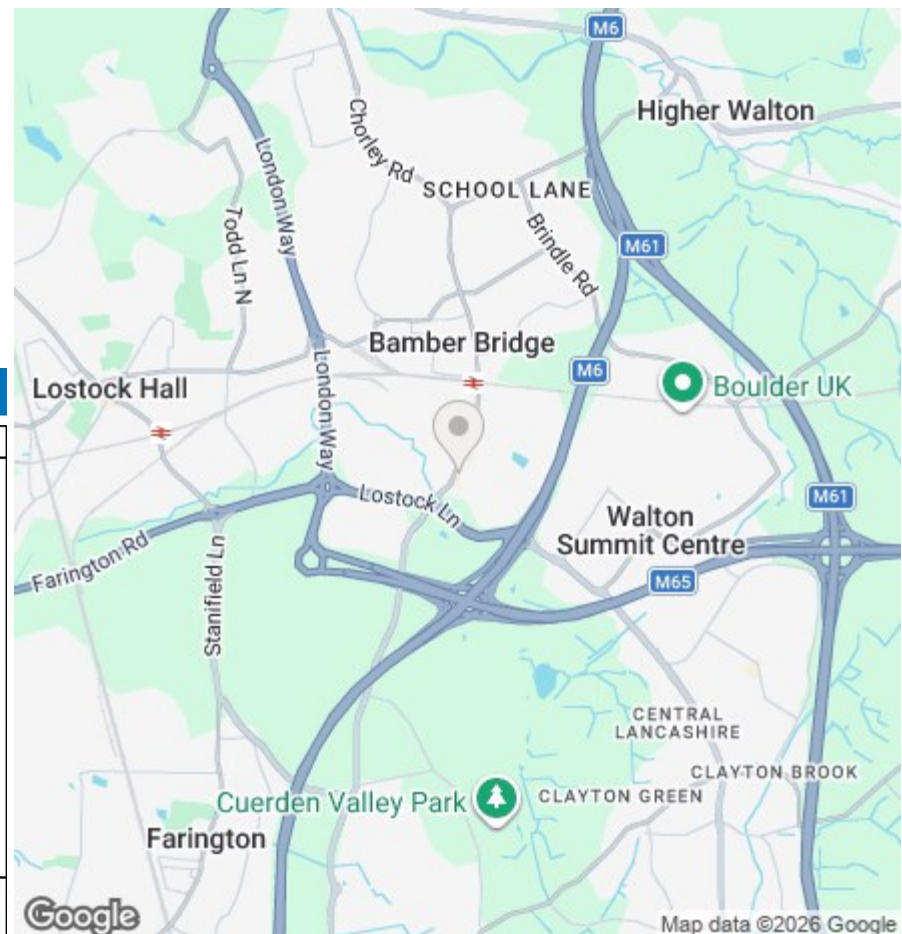 M6
Higher Walton
Chorley Rd
SCHOOL LANE
London Way
Todd Ln N
Brindle Rd
M61
Bamber Bridge
M6
Boulder UK
Lostock Hall
London Way
Lostock Ln
M61
Walton
Summit Centre
Farington Rd
Stanifield Ln
M65
CENTRAL
LANCASHIRE
CLAYTON BROOK
Cuerden Valley Park
CLAYTON GREEN
Farington
Google
Map data ©2026 Google